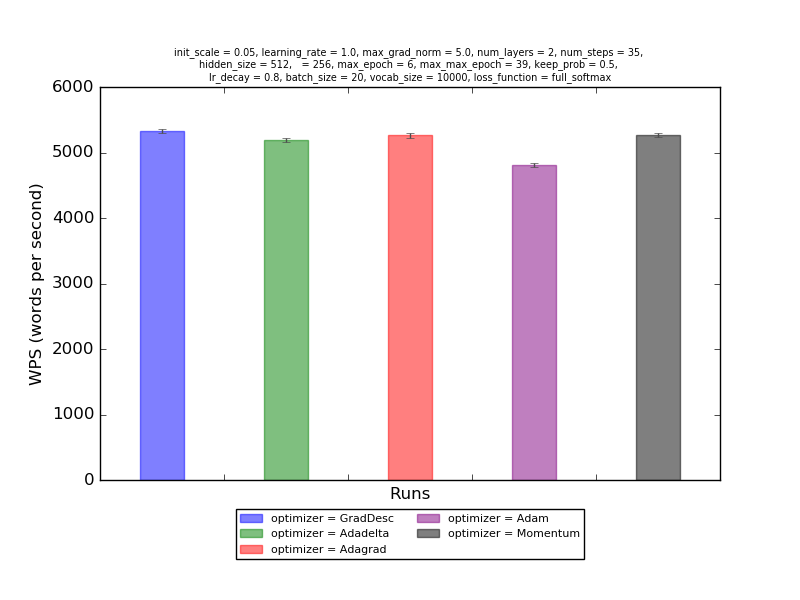 init_scale = 0.05, learning_rate = 1.0, max_grad_norm = 5.0, num_layers = 2, num_steps = 35,
hidden_size = 512,   = 256, max_epoch = 6, max_max_epoch = 39, keep_prob = 0.5,
lr_decay = 0.8, batch_size = 20, vocab_size = 10000, loss_function = full_softmax
6000
5000
4000
3000
2000
1000
0
WPS (words per second)
Runs
optimizer = GradDesc
optimizer = Adadelta
optimizer = Adagrad
optimizer = Adam
optimizer = Momentum